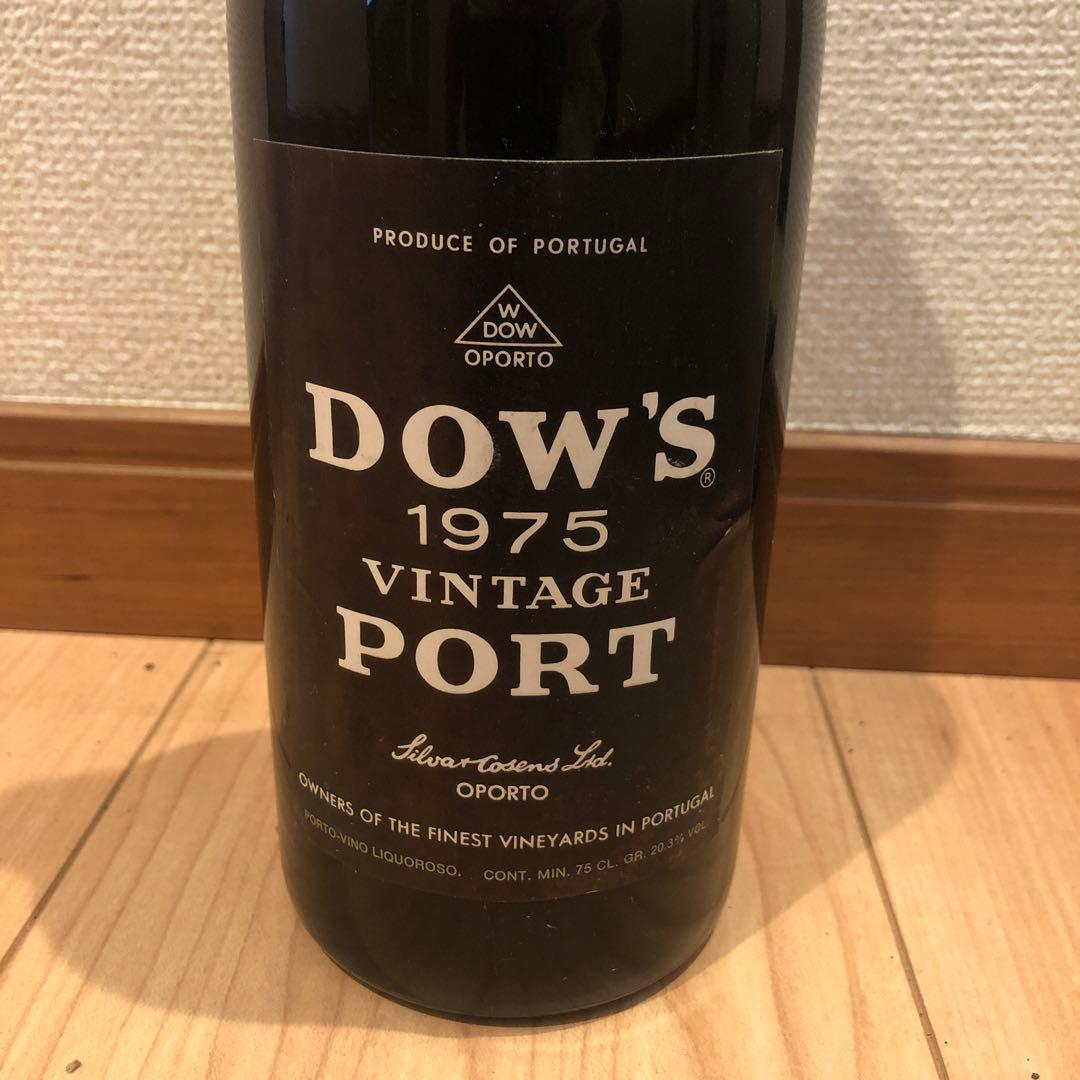 PRODUCE OF PORTUGAL
W
DOW
OPORTO
DOW'S®
1975
VINTAGE
PORT
Silva & Cosens Ltd.
OPORTO
OWNERS OF THE FINEST VINEYARDS IN PORTUGAL
PORTO-VINO LIQUOROSO. CONT. MIN. 75 CL. GR. 20.3% VOL.